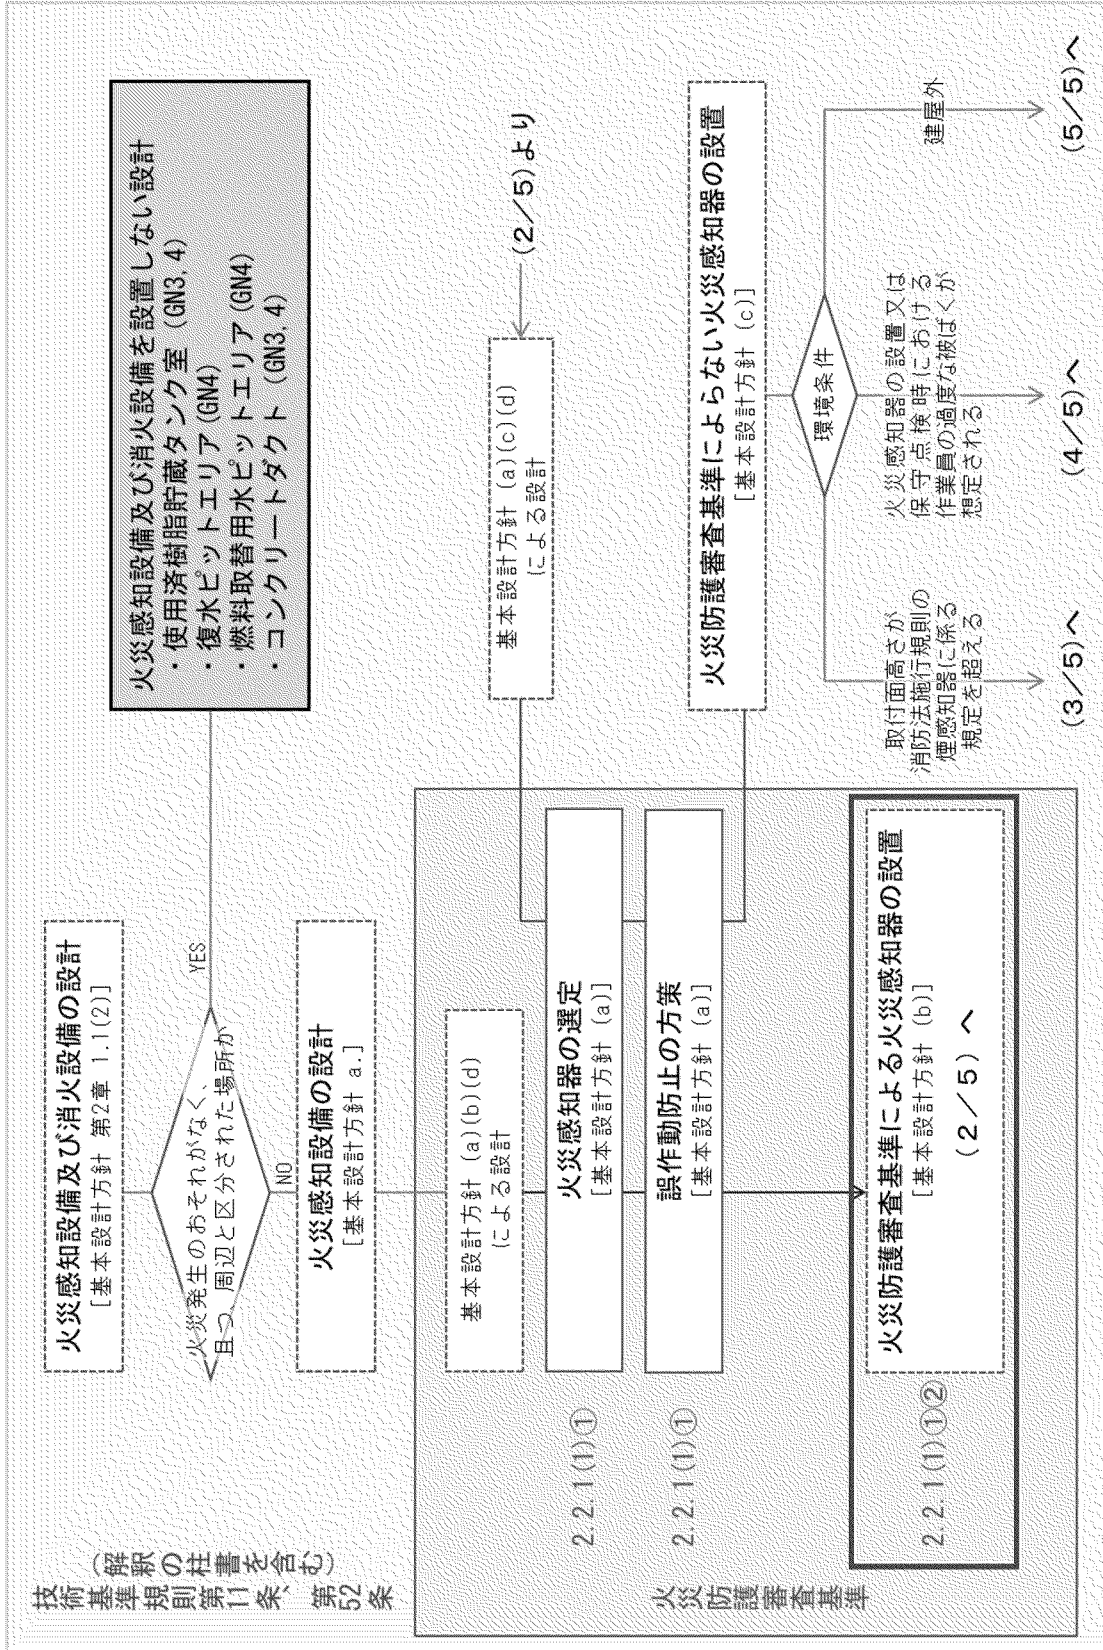 技術基準規則第11条、第52条
（解釈の柱書を含む）
火災感知設備及び消火設備の設計
[基本設計方針 第2章 1.1(2)]
火災発生のおそれがなく、
且つ、周辺と区分された場所か
YES
NO
火災感知設備及び消火設備を設置しない設計
・使用済樹脂貯蔵タンク室 (GN3,4)
・復水ピットエリア(GN4)
・燃料取替用水ピットエリア(GN4)
・コンクリートダクト (GN3,4)
火災感知設備の設計
[基本設計方針 a.]
火災防護審査基準
基本設計方針 (a)(b)(d)
による設計
基本設計方針 (a)(c)(d)
による設計
(2/5)より
2.2.1(1)①
火災感知器の選定
[基本設計方針 (a)]
2.2.1(1)①
誤作動防止の方策
[基本設計方針 (a)]
火災防護審査基準によらない火災感知器の設置
[基本設計方針 (c)]
環境条件
2.2.1(1)①②
火災防護審査基準による火災感知器の設置
[基本設計方針 (b)]
(2/5) へ
取付面高さが
消防法施行規則の
煙感知器に係る
規定を超える
火災感知器の設置又は
保守点検時における
作業員の過度な被ばくが
想定される
建屋外
(3/5)へ
(4/5)へ
(5/5)へ